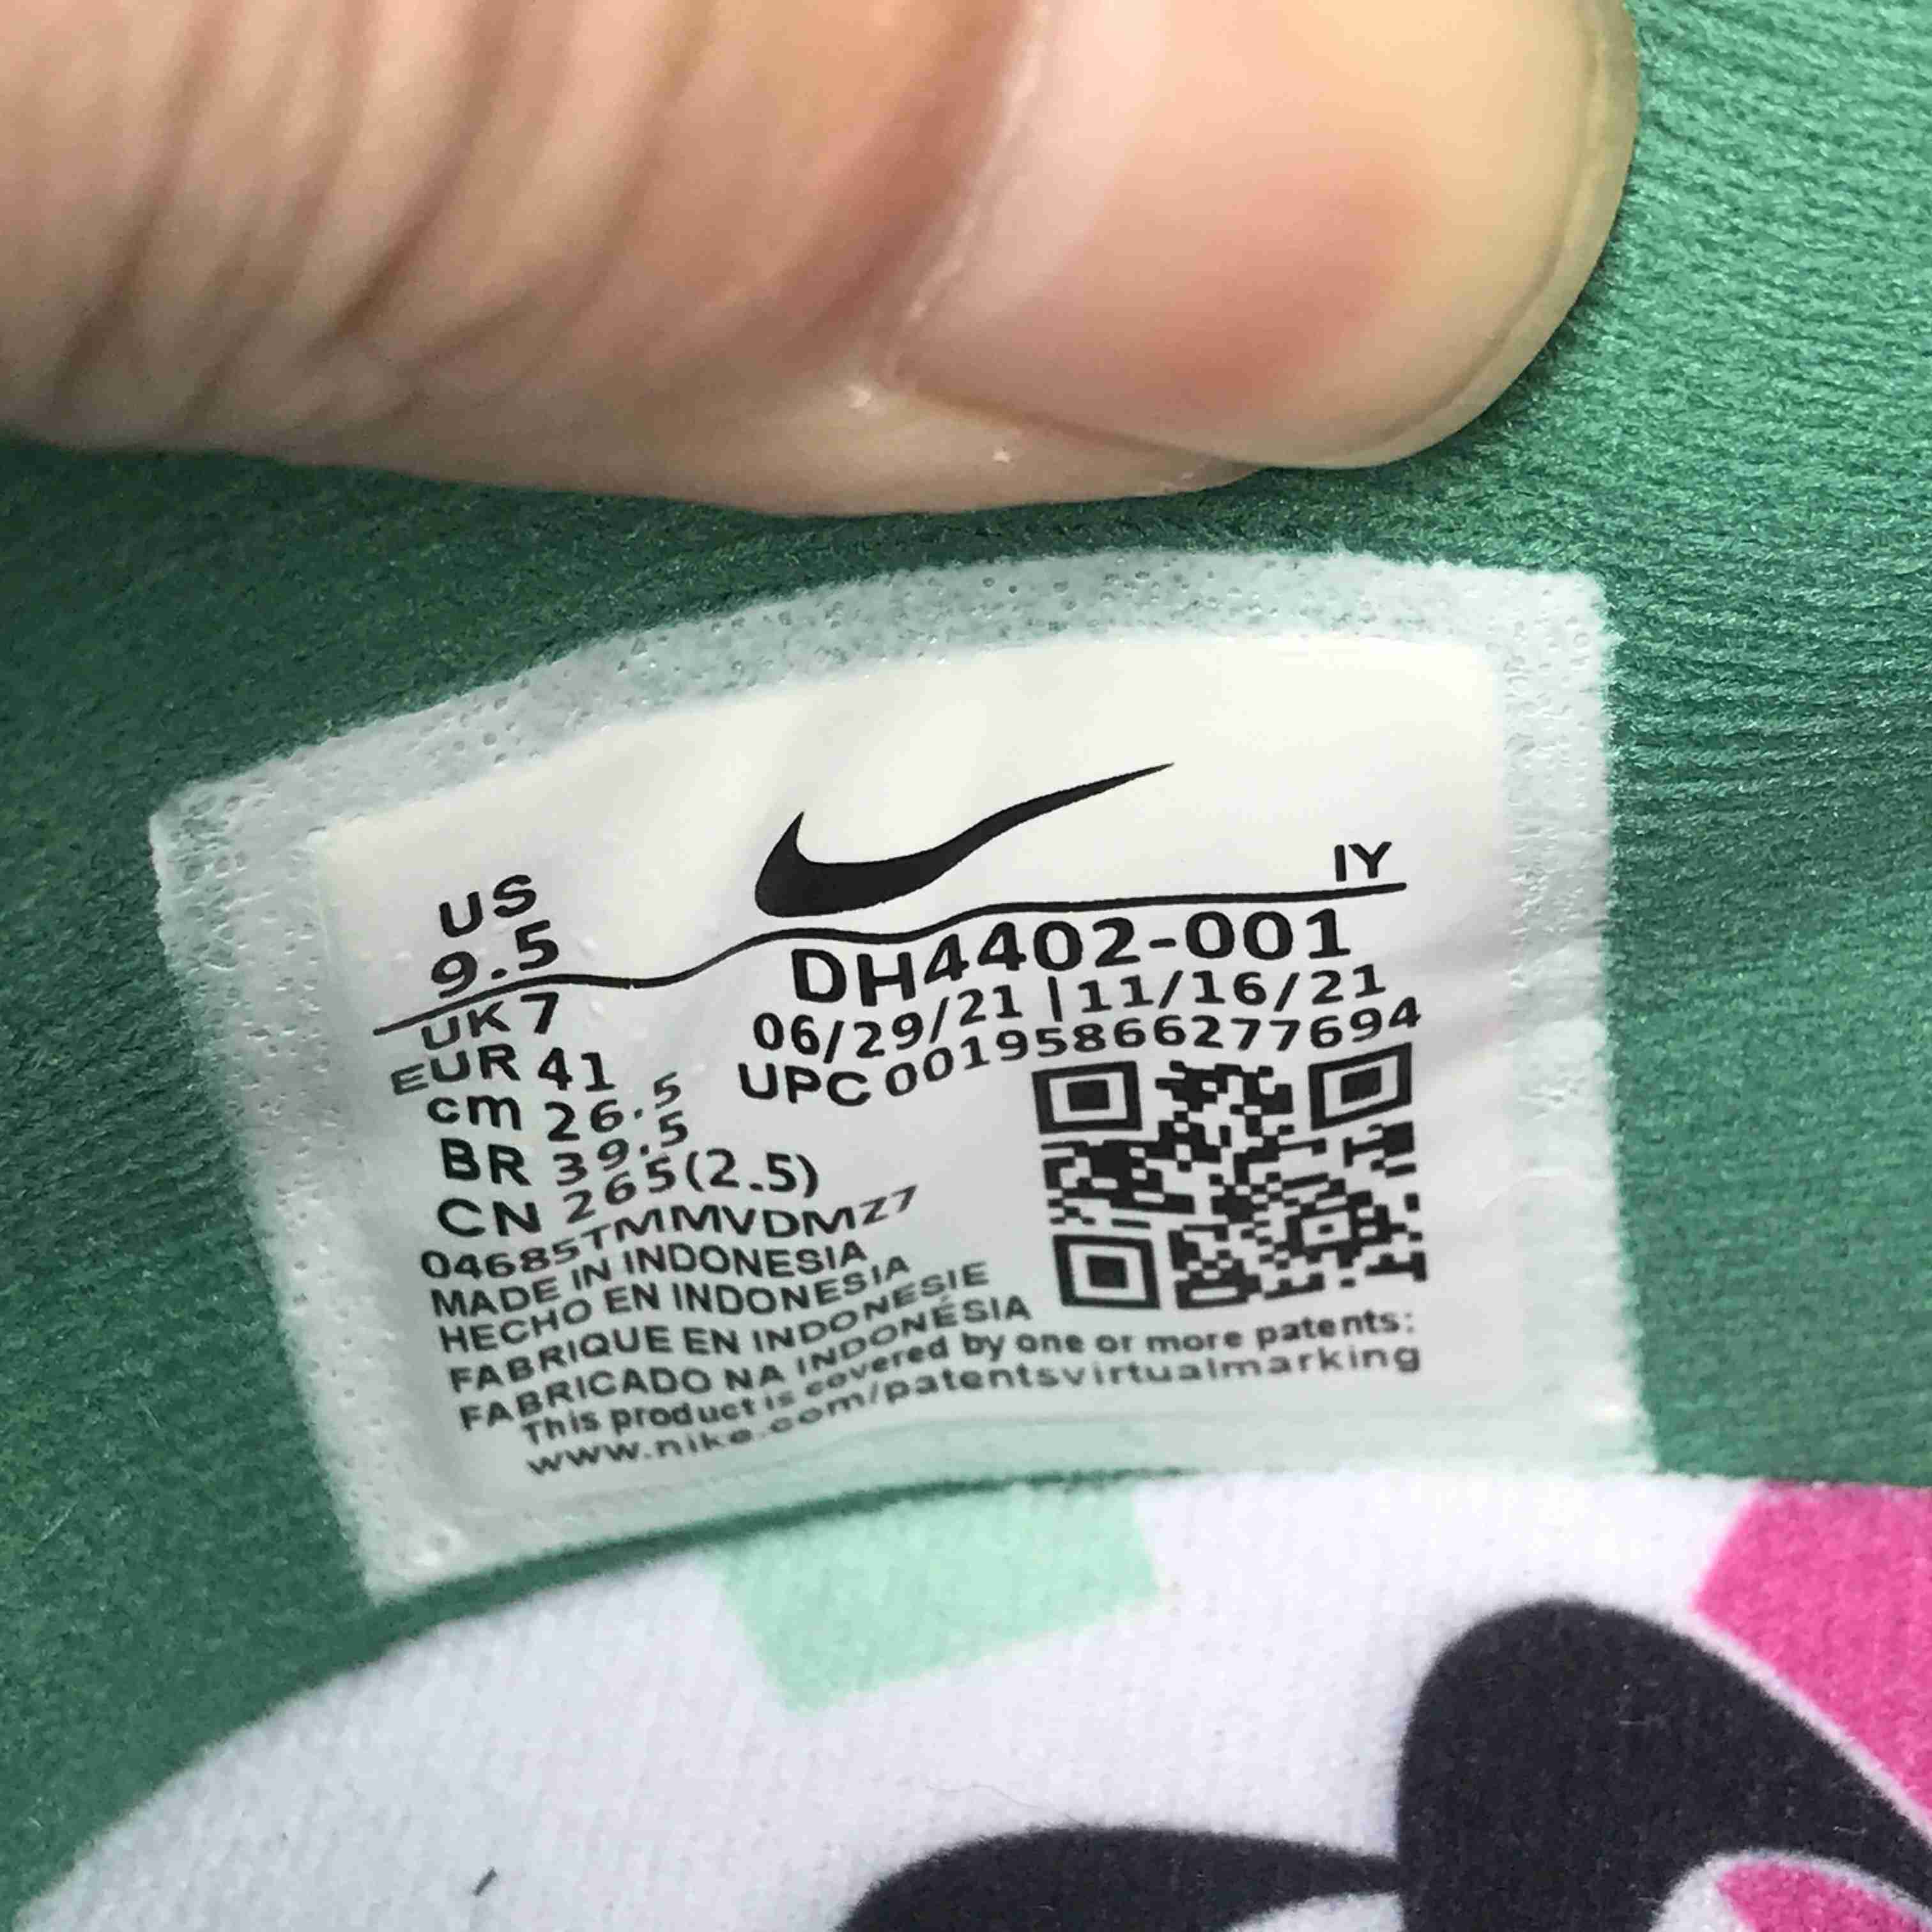 US
9.5
UK 7
EUR 41
cm 26.5
BR 39.5
CN 265(2.5)
IY
DH4402-001
06/29/21 | 11/16/21
UPC 00195866277694
04685TMMVDMZ7
MADE IN INDONESIA
HECHO EN INDONESIA
FABRIQUE EN INDONESIE
FABRICADO NA INDONÉSIA
This product is covered by one or more patents:
www.nike.com/patentsvirtualmarking